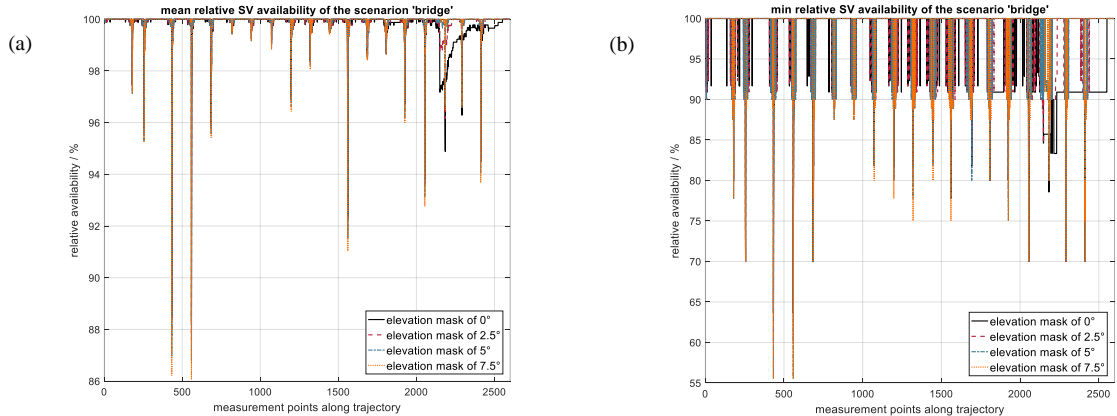 (a)
mean relative SV availability of the scenarion 'bridge'
relative availability / %
100
98
96
94
92
90
88
86
0
500
1000
1500
2000
2500
measurement points along trajectory
elevation mask of 0°
elevation mask of 2.5°
elevation mask of 5°
elevation mask of 7.5°
(b)
min relative SV availability of the scenario 'bridge'
relative availability / %
100
95
90
85
80
75
70
65
60
55
0
500
1000
1500
2000
2500
measurement points along trajectory
elevation mask of 0°
elevation mask of 2.5°
elevation mask of 5°
elevation mask of 7.5°